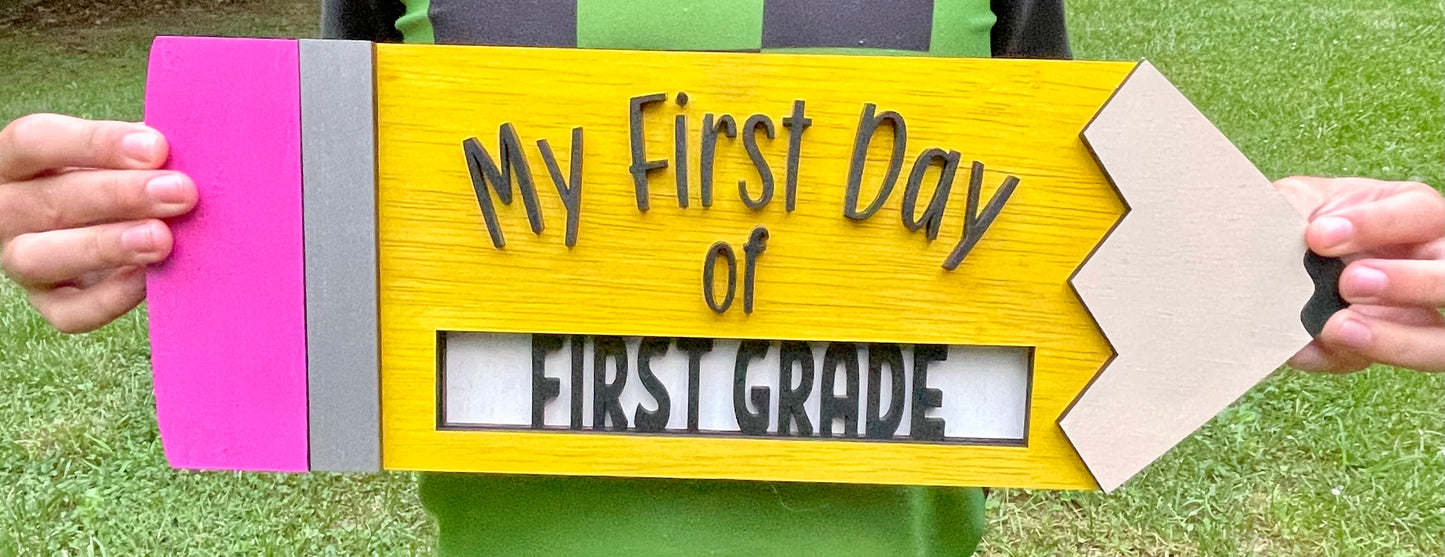 My First Day
of
FIRST GRADE